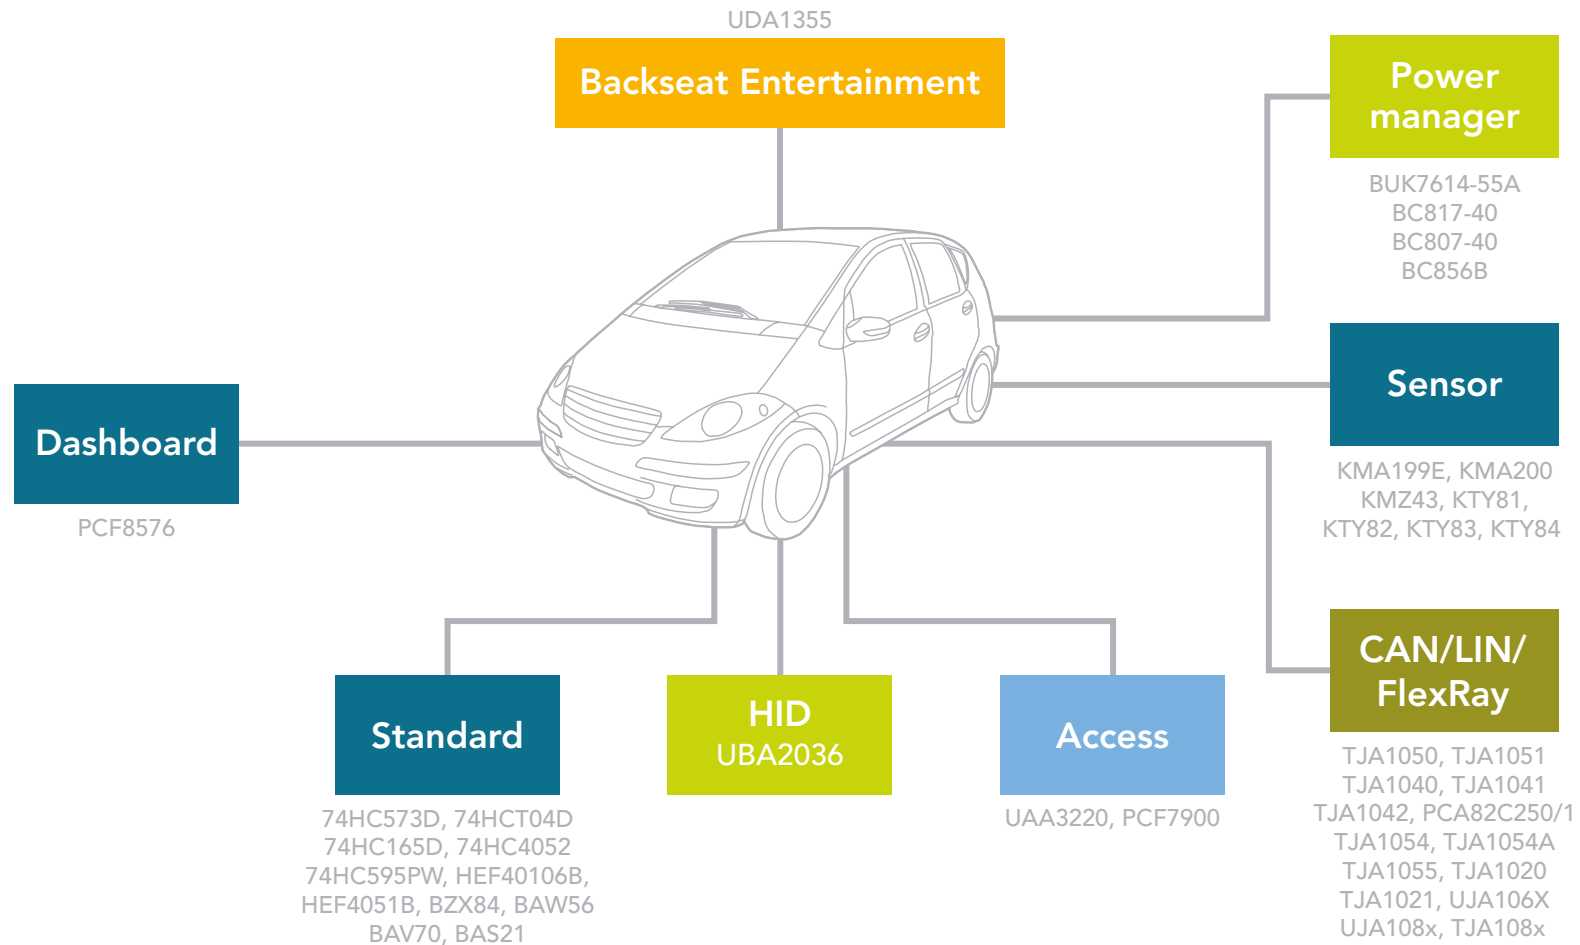 UDA1355
Backseat Entertainment
Power
manager
BUK7614-55A
BC817-40
BC807-40
BC856B
Sensor
KMA199E, KMA200
KMZ43, KTY81,
KTY82, KTY83, KTY84
Dashboard
PCF8576
CAN/LIN/
FlexRay
TJA1050, TJA1051
TJA1040, TJA1041
TJA1042, PCA82C250/1
TJA1054, TJA1054A
TJA1055, TJA1020
TJA1021, UJA106X
UJA108x, TJA108x
Standard
74HC573D, 74HCT04D
74HC165D, 74HC4052
74HC595PW, HEF40106B,
HEF4051B, BZX84, BAW56
BAV70, BAS21
HID
UBA2036
Access
UAA3220, PCF7900